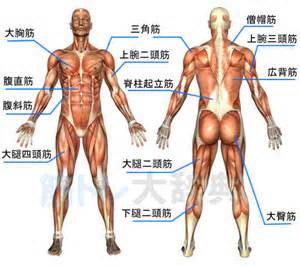 大胸筋
三角筋
僧帽筋
上腕二頭筋
上腕三頭筋
腹直筋
脊柱起立筋
広背筋
腹斜筋
大腿四頭筋
大腿二頭筋
下腿二頭筋
大臀筋
筋トレ大辞典